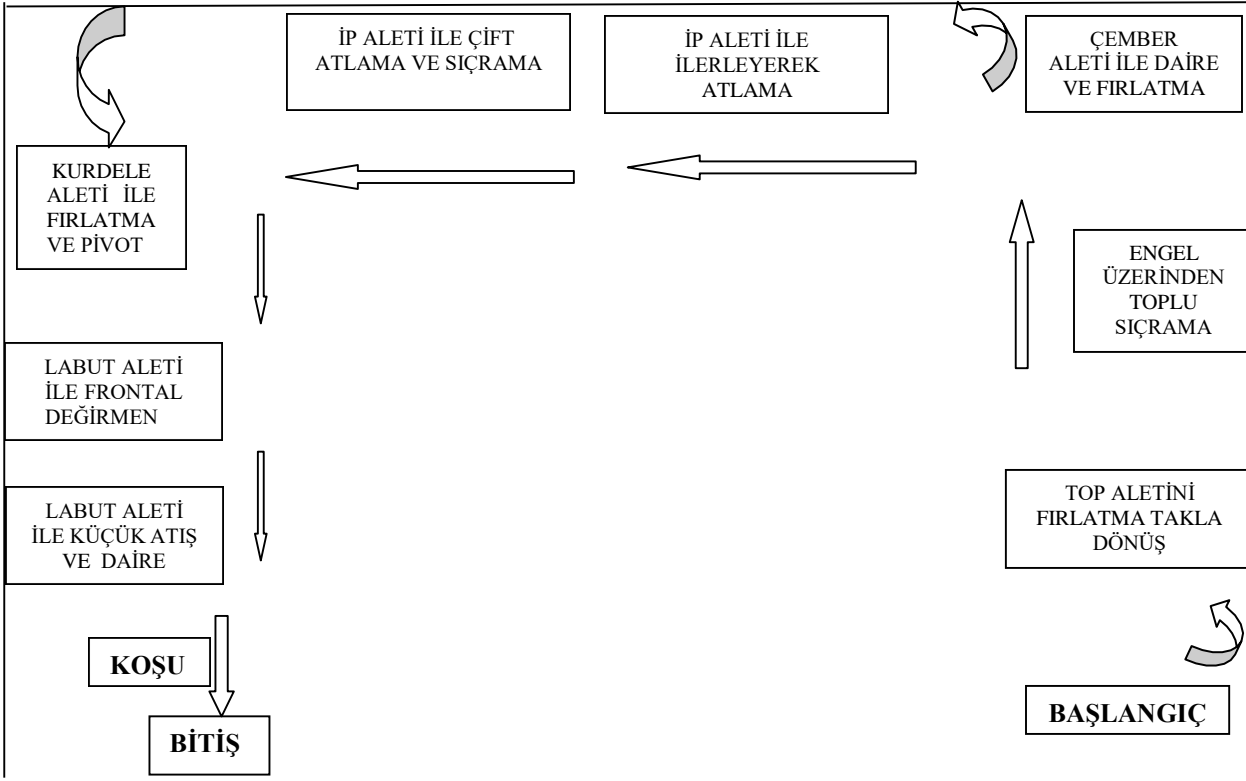 İP ALETİ İLE ÇİFT
ATLAMA VE SIÇRAMA
İP ALETİ İLE
İLERLEYEREK
ATLAMA
ÇEMBER
ALETİ İLE DAİRE
VE FIRLATMA
KURDELE
ALETİ İLE
FIRLATMA
VE PİVOT
ENGEL
ÜZERİNDEN
TOPLU
SIÇRAMA
LABUT ALETİ
İLE FRONTAL
DEĞİRMEN
TOP ALETİNİ
FIRLATMA TAKLA
DÖNÜŞ
LABUT ALETİ
İLE KÜÇÜK ATIŞ
VE DAİRE
KOŞU
BAŞLANGIÇ
BİTİŞ